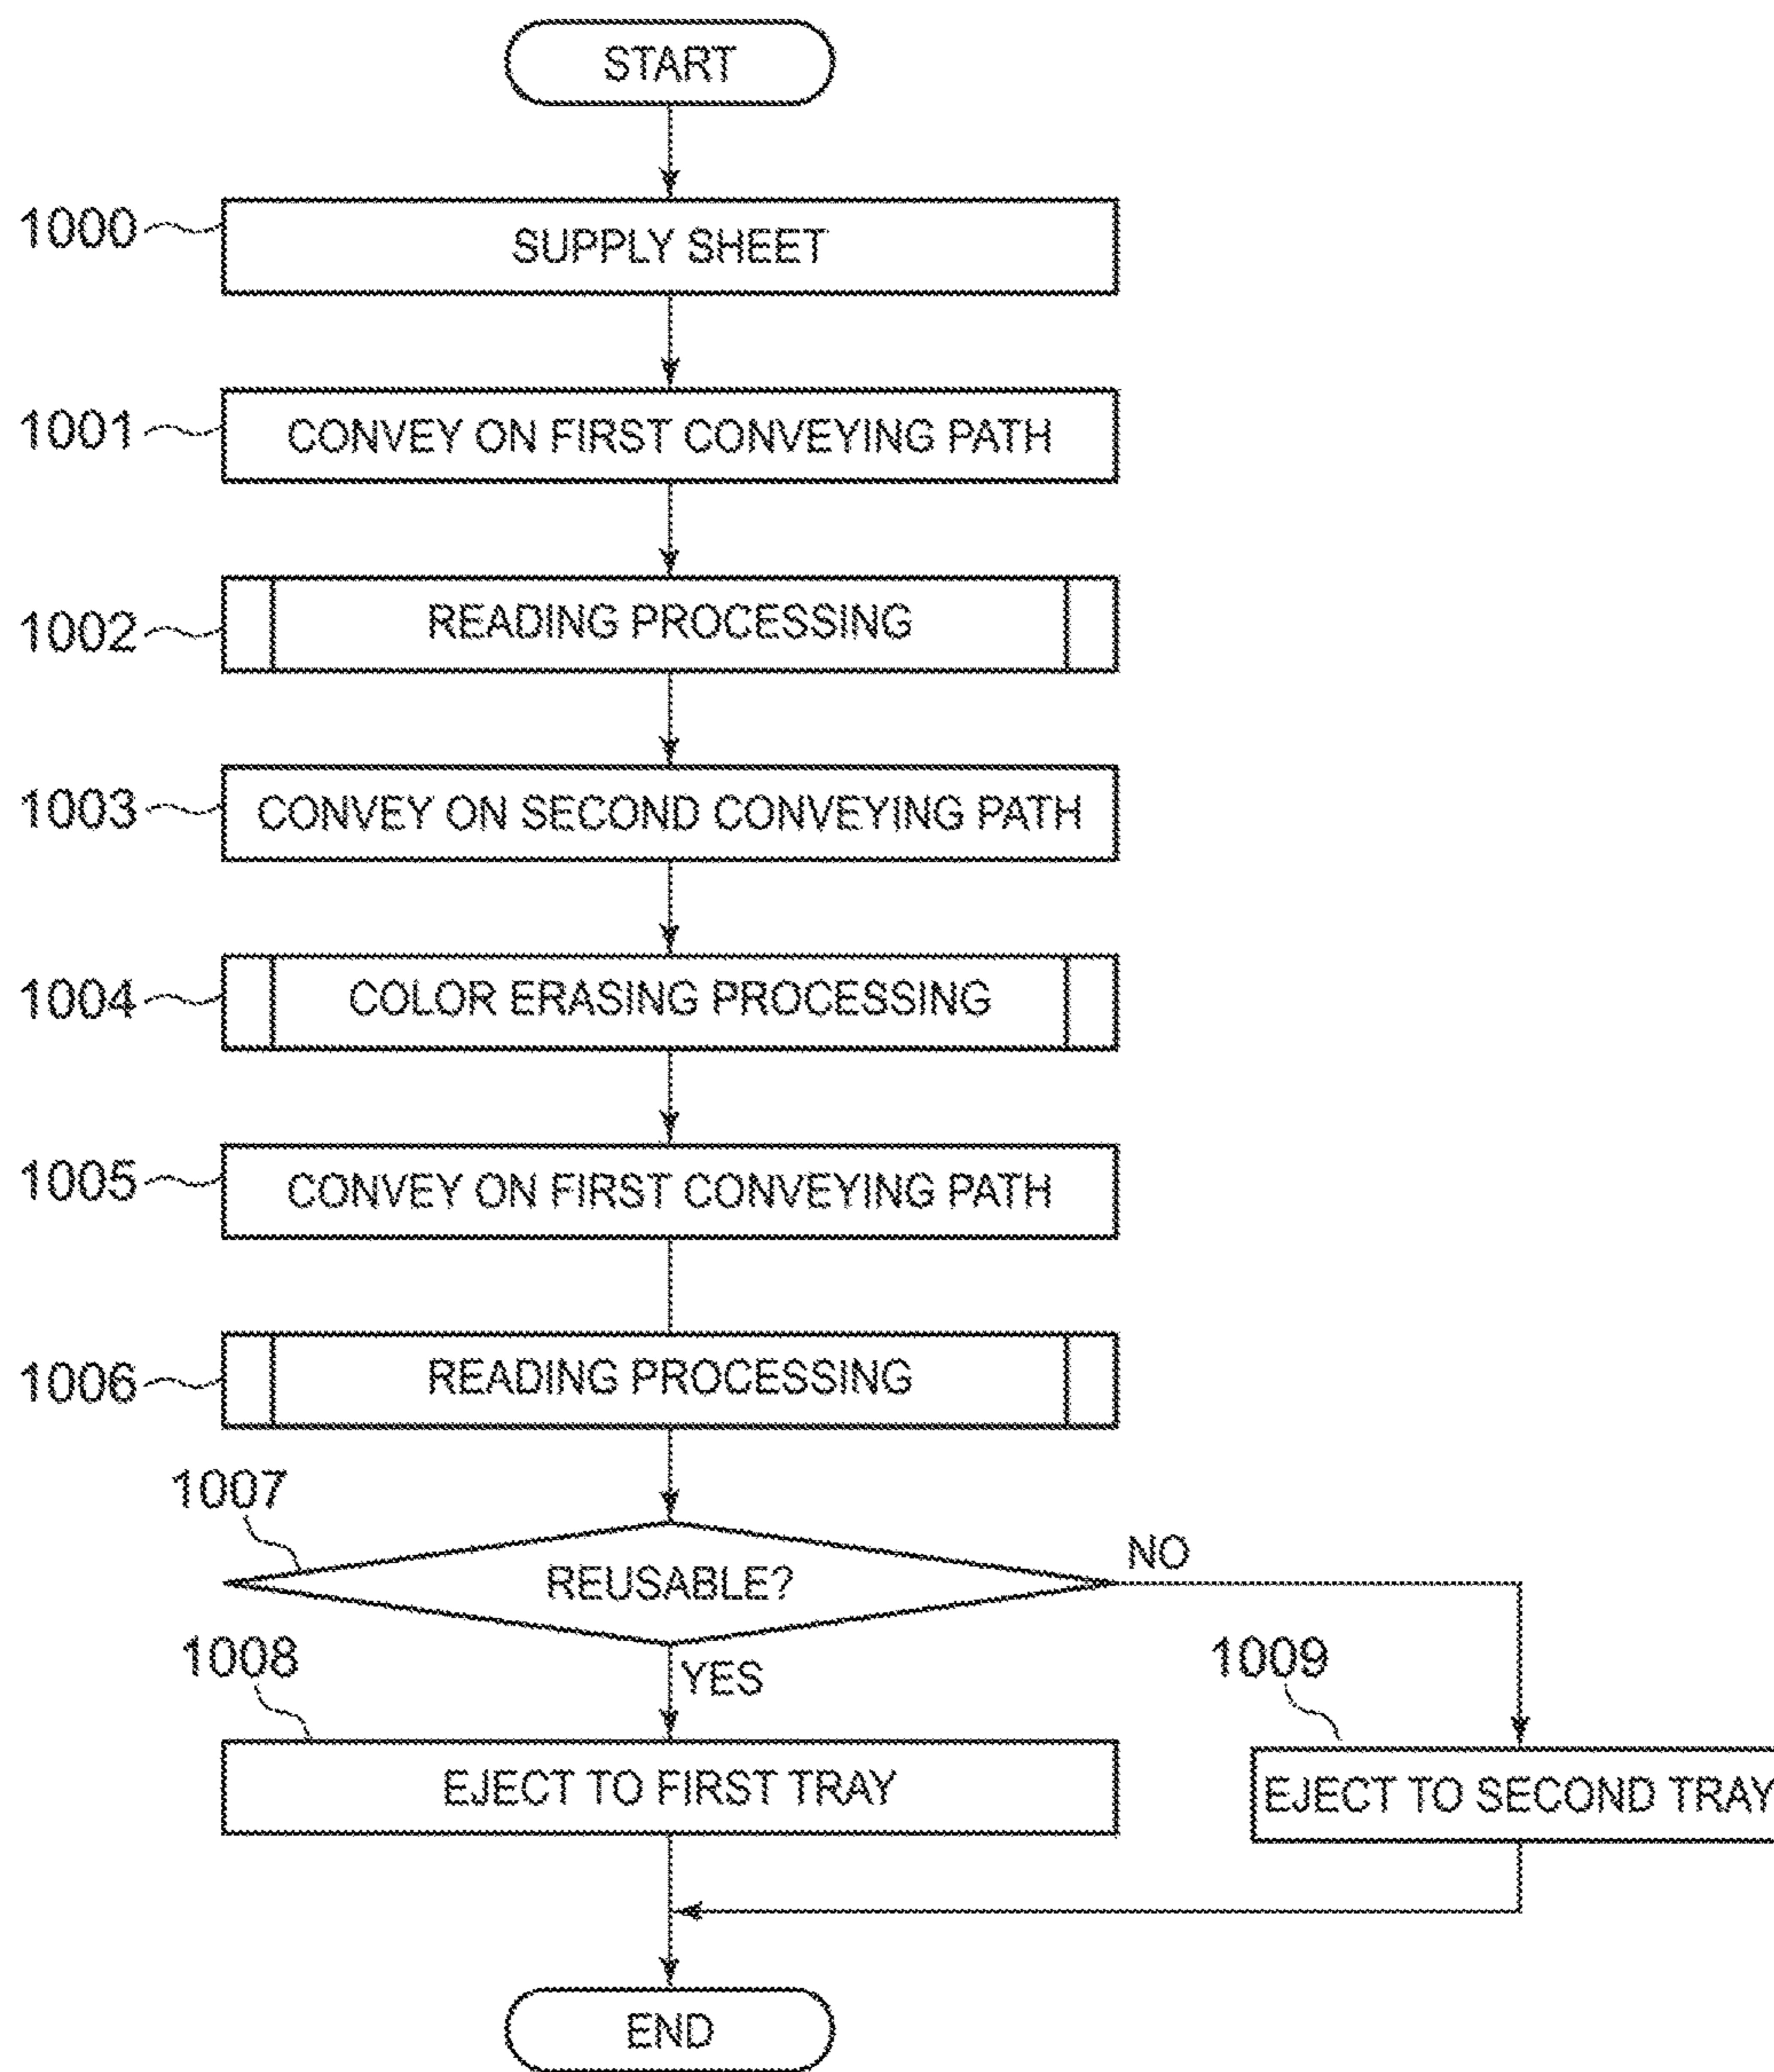 START
1000
SUPPLY SHEET
1001
CONVEY ON FIRST CONVEYING PATH
1002
READING PROCESSING
1003
CONVEY ON SECOND CONVEYING PATH
1004
COLOR ERASING PROCESSING
1005
CONVEY ON FIRST CONVEYING PATH
1006
READING PROCESSING
1007
REUSABLE?
NO
YES
1008
EJECT TO FIRST TRAY
1009
EJECT TO SECOND TRAY
END